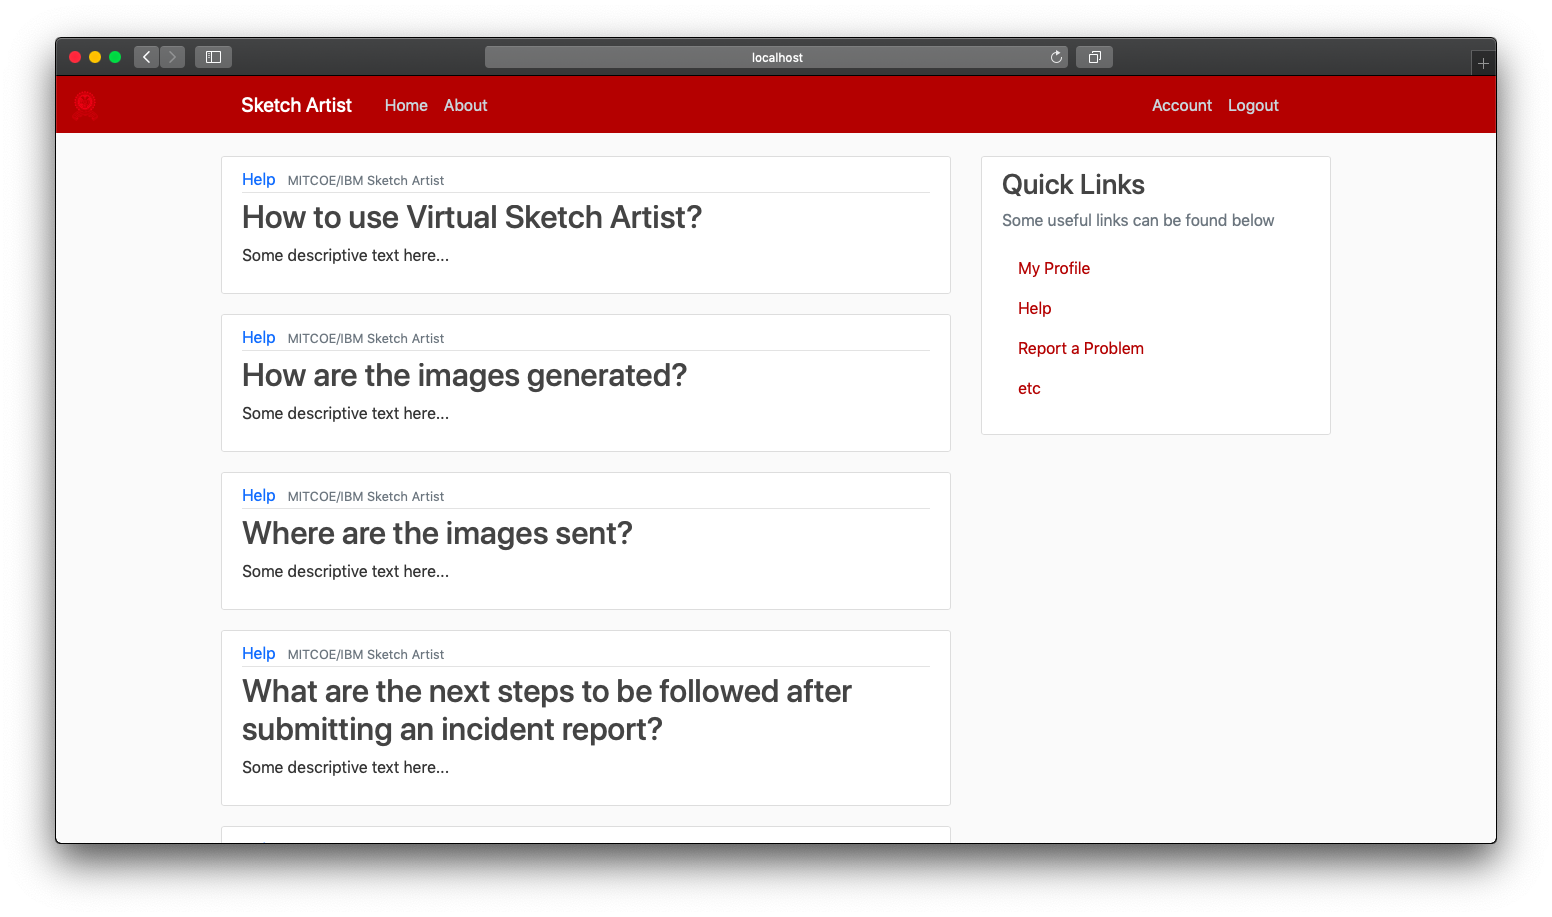 localhost
Sketch Artist Home About Account Logout
Help MITCOE/IBM Sketch Artist
How to use Virtual Sketch Artist?
Some descriptive text here...
Help MITCOE/IBM Sketch Artist
How are the images generated?
Some descriptive text here...
Help MITCOE/IBM Sketch Artist
Where are the images sent?
Some descriptive text here...
Help MITCOE/IBM Sketch Artist
What are the next steps to be followed after
submitting an incident report?
Some descriptive text here...
Quick Links
Some useful links can be found below
My Profile
Help
Report a Problem
etc